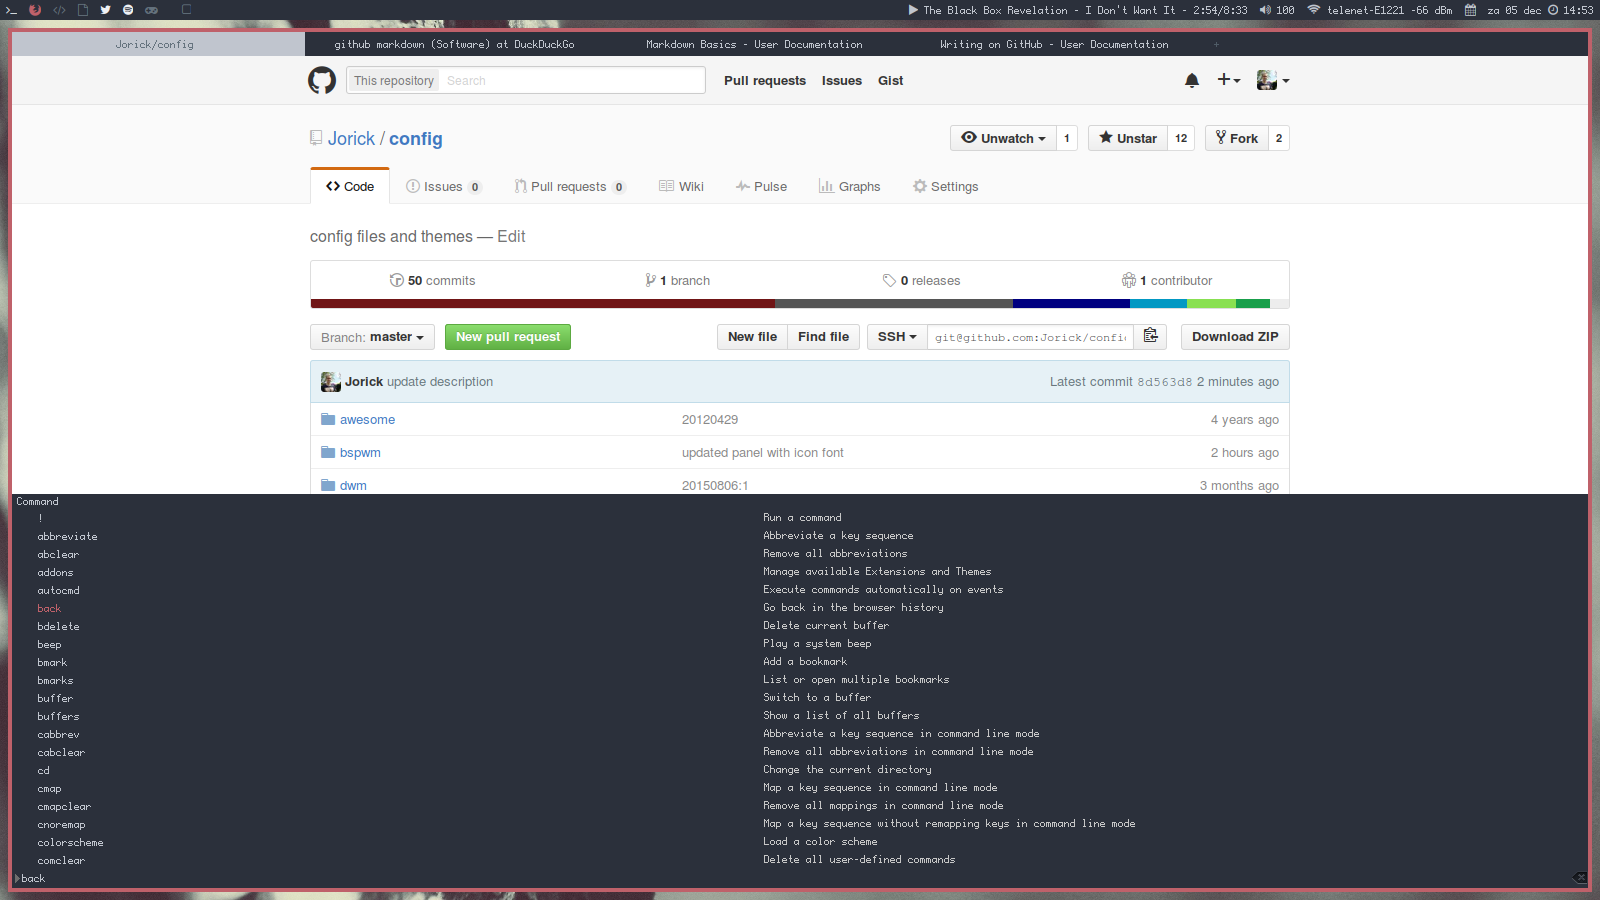 The Black Box Revelation - I Don't Want It - 2:54/8:33 100 telenet-E1221 -66 dBm za 05 dec 14:53
Jorick/config github markdown (Software) at DuckDuckGo Markdown Basics - User Documentation Writing on GitHub - User Documentation +
This repository Search Pull requests Issues Gist
Jorick / config Unwatch 1 Unstar 12 Fork 2
Code Issues 0 Pull requests 0 Wiki Pulse Graphs Settings
config files and themes — Edit
50 commits 1 branch 0 releases 1 contributor
Branch: master New pull request New file Find file SSH git@github.com:Jorick/confi Download ZIP
Jorick update description Latest commit 8d563d8 2 minutes ago
awesome 20120429 4 years ago
bspwm updated panel with icon font 2 hours ago
dwm 20150806:1 3 months ago
Command
! Run a command
abbreviate Abbreviate a key sequence
abclear Remove all abbreviations
addons Manage available Extensions and Themes
autocmd Execute commands automatically on events
back Go back in the browser history
bdelete Delete current buffer
beep Play a system beep
bmark Add a bookmark
bmarks List or open multiple bookmarks
buffer Switch to a buffer
buffers Show a list of all buffers
cabbrev Abbreviate a key sequence in command line mode
cabclear Remove all abbreviations in command line mode
cd Change the current directory
cmap Map a key sequence in command line mode
cmapclear Remove all mappings in command line mode
cnoremap Map a key sequence without remapping keys in command line mode
colorscheme Load a color scheme
comclear Delete all user-defined commands
back